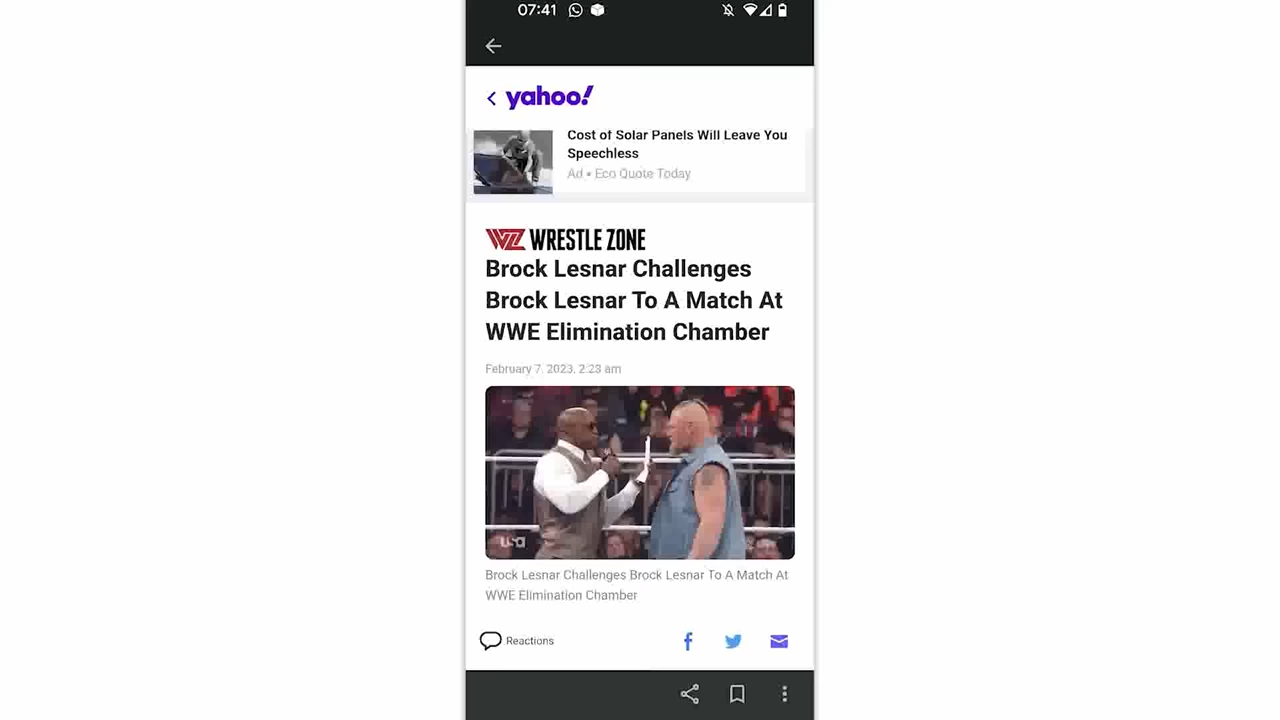 07:41
yahoo!
Cost of Solar Panels Will Leave You
Speechless
Ad • Eco Quote Today
WZ WRESTLE ZONE
Brock Lesnar Challenges
Brock Lesnar To A Match At
WWE Elimination Chamber
February 7, 2023, 2:23 am
USA
Brock Lesnar Challenges Brock Lesnar To A Match At
WWE Elimination Chamber
Reactions